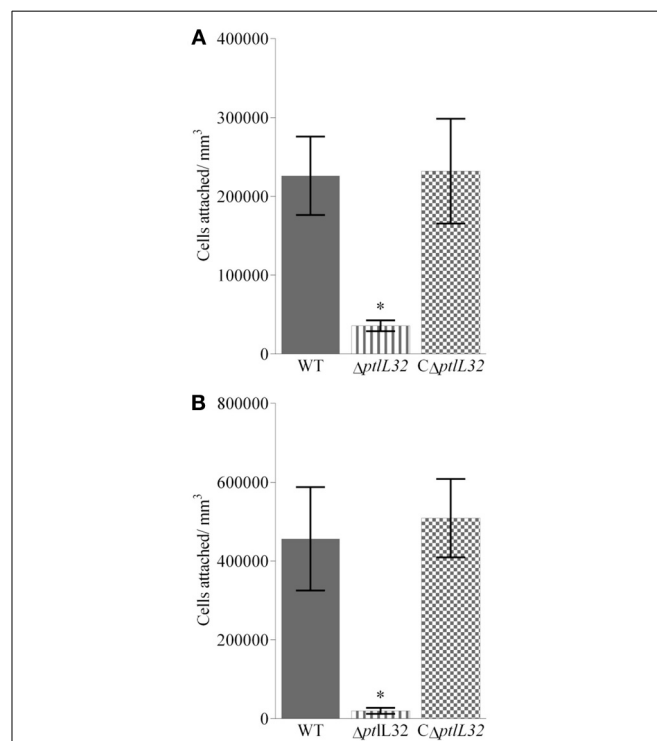 A
400000
300000
200000
100000
0
Cells attached/ mm³
*
WT ΔptlL32 CΔptlL32
B
800000
600000
400000
200000
0
Cells attached/ mm³
*
WT ΔptlL32 CΔptlL32